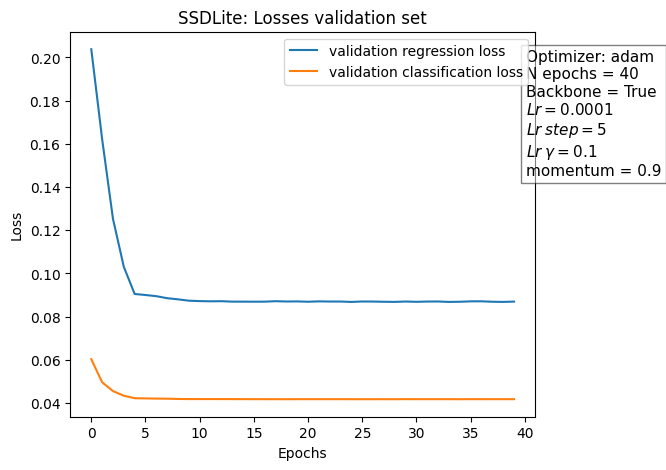 SSDLite: Losses validation set
validation regression loss
validation classification loss
Optimizer: adam
N epochs = 40
Backbone = True
Lr = 0.0001
Lr step = 5
Lr γ = 0.1
momentum = 0.9
Loss
0.20
0.18
0.16
0.14
0.12
0.10
0.08
0.06
0.04
0 5 10 15 20 25 30 35 40
Epochs